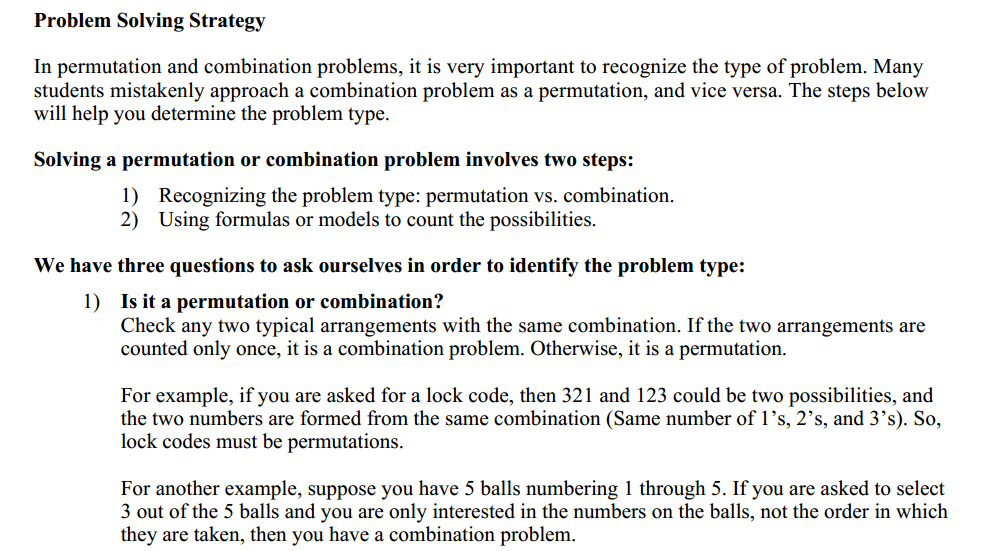 Problem Solving Strategy
In permutation and combination problems, it is very important to recognize the type of problem. Many
students mistakenly approach a combination problem as a permutation, and vice versa. The steps below
will help you determine the problem type.
Solving a permutation or combination problem involves two steps:
1) Recognizing the problem type: permutation vs. combination.
2) Using formulas or models to count the possibilities.
We have three questions to ask ourselves in order to identify the problem type:
1) Is it a permutation or combination?
Check any two typical arrangements with the same combination. If the two arrangements are
counted only once, it is a combination problem. Otherwise, it is a permutation.
For example, if you are asked for a lock code, then 321 and 123 could be two possibilities, and
the two numbers are formed from the same combination (Same number of 1’s, 2’s, and 3’s). So,
lock codes must be permutations.
For another example, suppose you have 5 balls numbering 1 through 5. If you are asked to select
3 out of the 5 balls and you are only interested in the numbers on the balls, not the order in which
they are taken, then you have a combination problem.